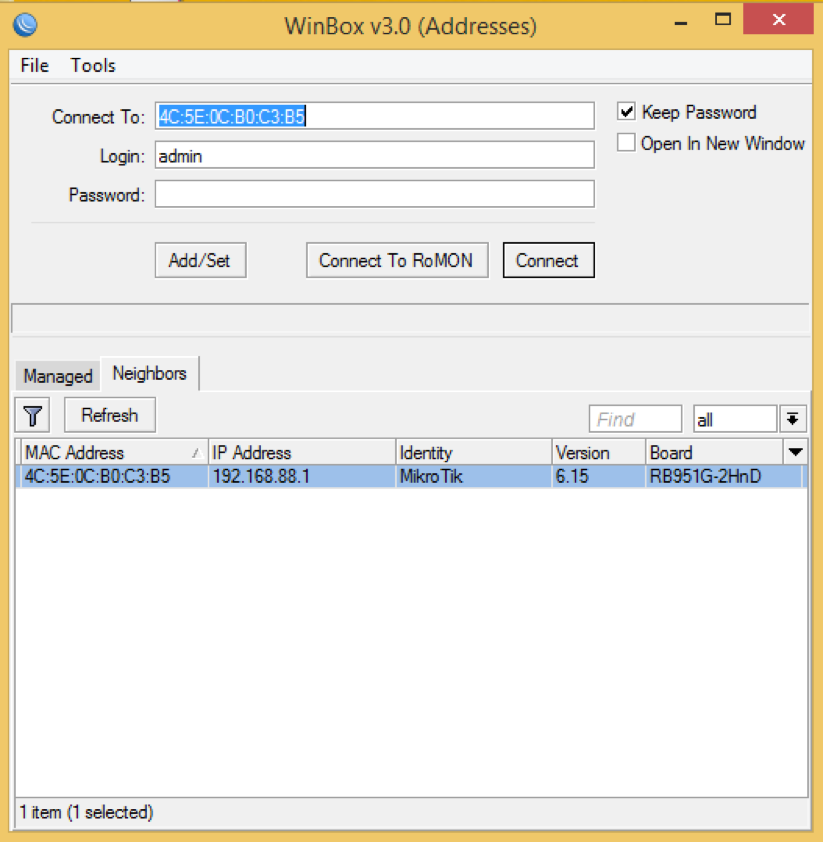 WinBox v3.0 (Addresses)
File Tools
Connect To: 4C:5E:0C:B0:C3:B5
Keep Password
Login: admin
Open In New Window
Password:
Add/Set Connect To RoMON Connect
Managed Neighbors
Refresh Find all
MAC Address IP Address Identity Version Board
4C:5E:0C:B0:C3:B5 192.168.88.1 MikroTik 6.15 RB951G-2HnD
1 item (1 selected)